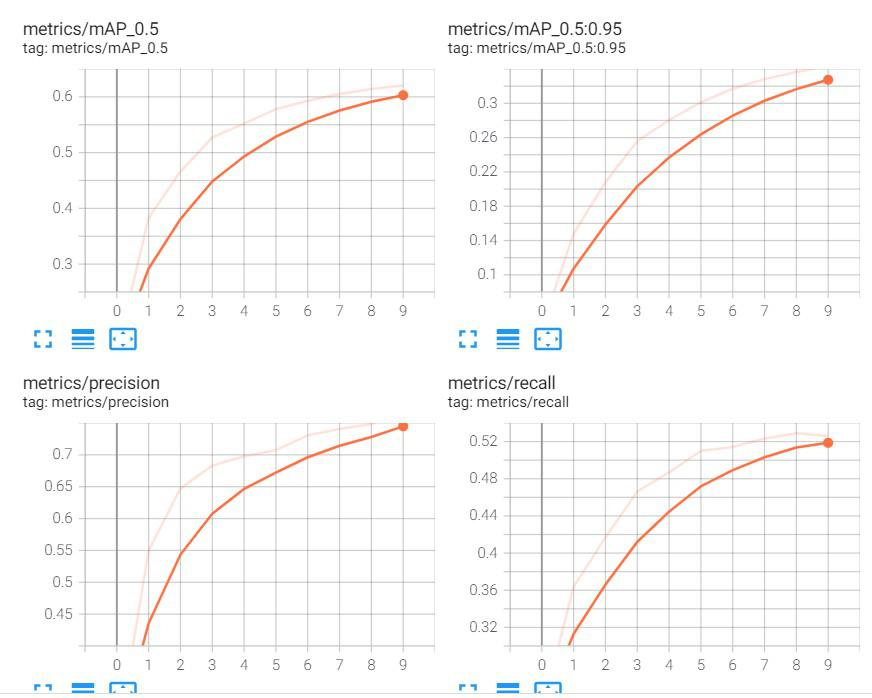 metrics/mAP_0.5
tag: metrics/mAP_0.5
0.6
0.5
0.4
0.3
0 1 2 3 4 5 6 7 8 9
metrics/mAP_0.5:0.95
tag: metrics/mAP_0.5:0.95
0.3
0.26
0.22
0.18
0.14
0.1
0 1 2 3 4 5 6 7 8 9
metrics/precision
tag: metrics/precision
0.7
0.65
0.6
0.55
0.5
0.45
0 1 2 3 4 5 6 7 8 9
metrics/recall
tag: metrics/recall
0.52
0.48
0.44
0.4
0.36
0.32
0 1 2 3 4 5 6 7 8 9